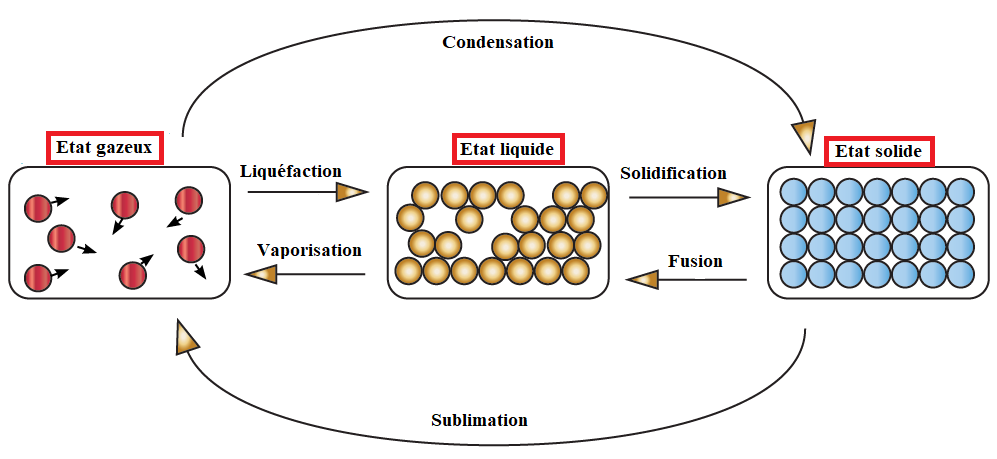 Condensation
Etat gazeux
Etat liquide
Etat solide
Liquéfaction
Solidification
Vaporisation
Fusion
Sublimation